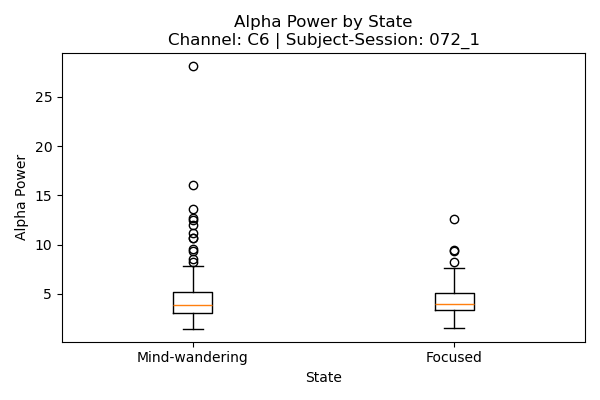 Alpha Power by State
Channel: C6 | Subject-Session: 072_1
Alpha Power
25
20
15
10
5
Mind-wandering
Focused
State